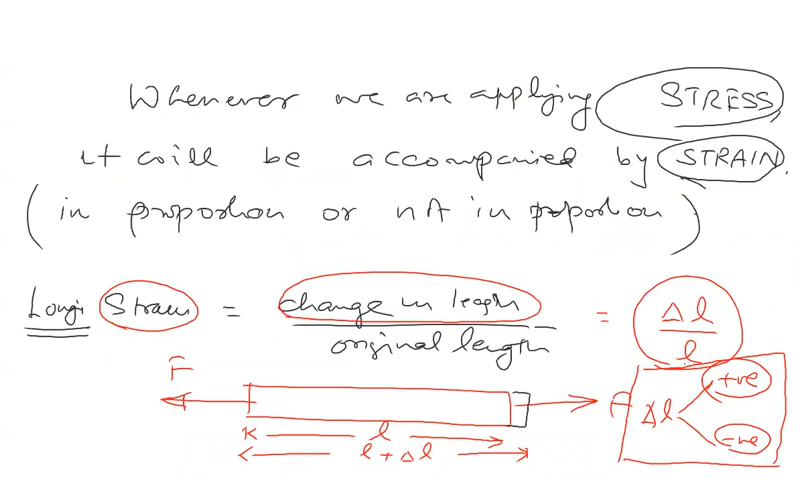 Whenever we are applying STRESS
it will be accompanied by STRAIN.
(in proportion or not in proportion)
Longi Strain = change in length / original length = Δl / l
F F
Δl +ve
-ve
K l
l + Δl